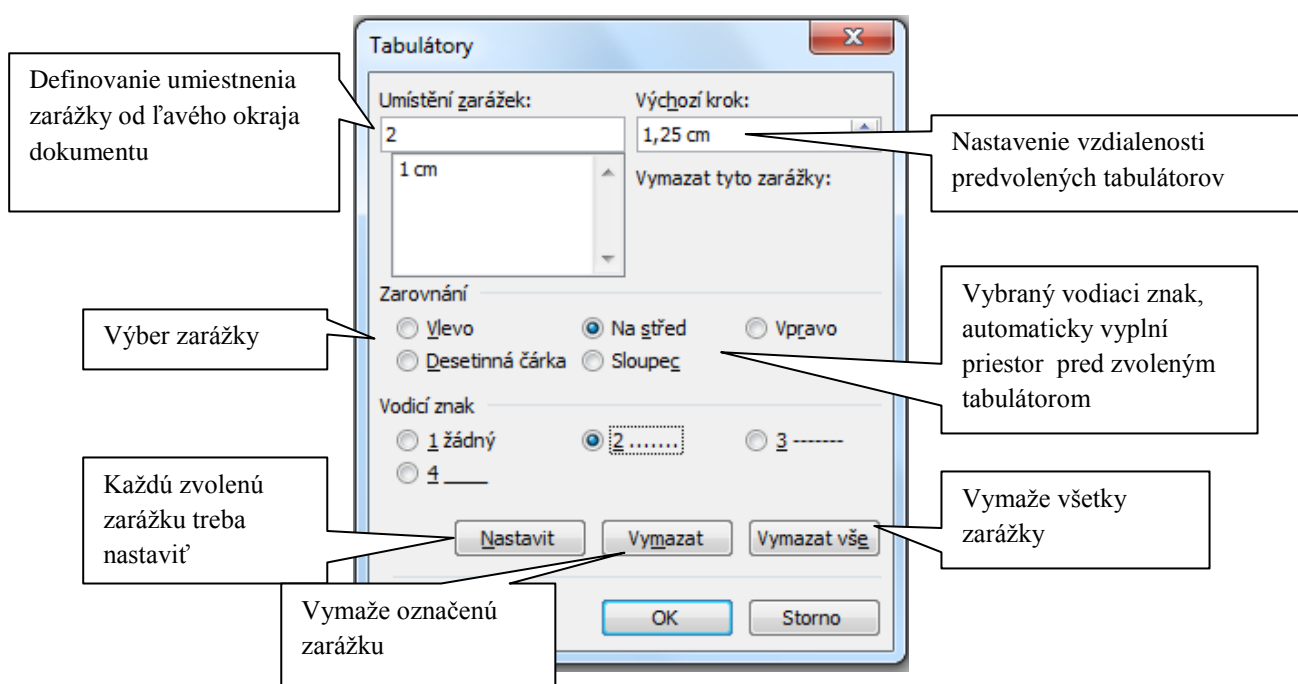 Tabulátory
Definovanie umiestnenia
zarážky od ľavého okraja
dokumentu
Umístění zarážek:
Výchozí krok:
2
1,25 cm
1 cm
Vymazat tyto zarážky:
Nastavenie vzdialenosti
predvolených tabulátorov
Zarovnání
Vlevo
Na střed
Vpravo
Desetinná čárka
Sloupec
Výber zarážky
Vybraný vodiaci znak,
automaticky vyplní
priestor pred zvoleným
tabulátorom
Vodicí znak
1 žádný
2 .......
3 -------
4 ____
Každú zvolenú
zarážku treba
nastaviť
Nastavit
Vymazat
Vymazat vše
Vymaže všetky
zarážky
Vymaže označenú
zarážku
OK
Storno